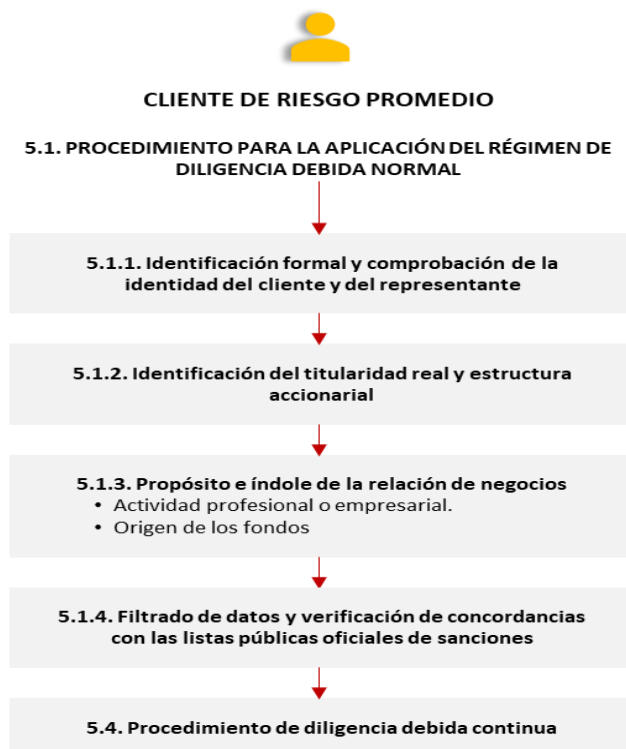 CLIENTE DE RIESGO PROMEDIO
5.1. PROCEDIMIENTO PARA LA APLICACIÓN DEL RÉGIMEN DE
DILIGENCIA DEBIDA NORMAL
5.1.1. Identificación formal y comprobación de la
identidad del cliente y del representante
5.1.2. Identificación del titularidad real y estructura
accionarial
5.1.3. Propósito e índole de la relación de negocios
• Actividad profesional o empresarial.
• Origen de los fondos
5.1.4. Filtrado de datos y verificación de concordancias
con las listas públicas oficiales de sanciones
5.4. Procedimiento de diligencia debida continua